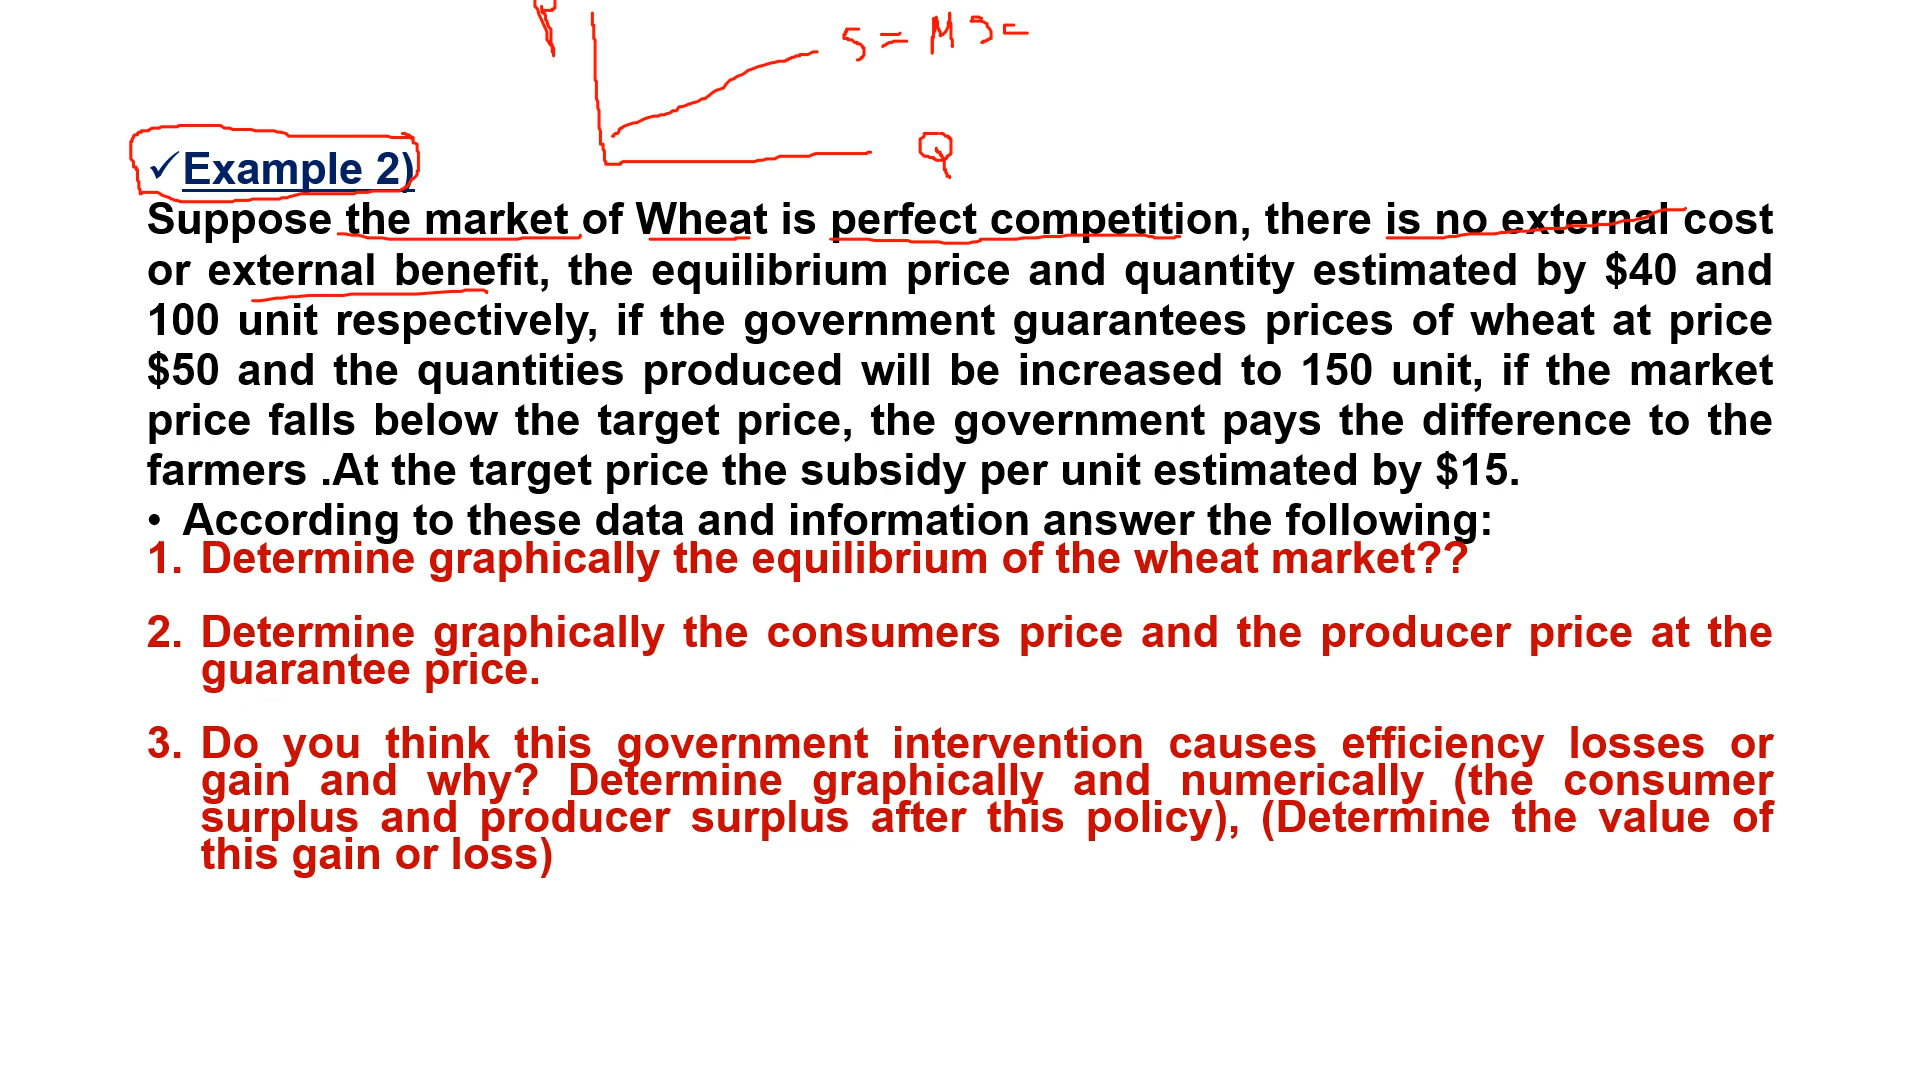 P
S = MSC
Q
✓Example 2)
Suppose the market of Wheat is perfect competition, there is no external cost
or external benefit, the equilibrium price and quantity estimated by $40 and
100 unit respectively, if the government guarantees prices of wheat at price
$50 and the quantities produced will be increased to 150 unit, if the market
price falls below the target price, the government pays the difference to the
farmers .At the target price the subsidy per unit estimated by $15.
• According to these data and information answer the following:
1. Determine graphically the equilibrium of the wheat market??
2. Determine graphically the consumers price and the producer price at the
guarantee price.
3. Do you think this government intervention causes efficiency losses or
gain and why? Determine graphically and numerically (the consumer
surplus and producer surplus after this policy), (Determine the value of
this gain or loss)